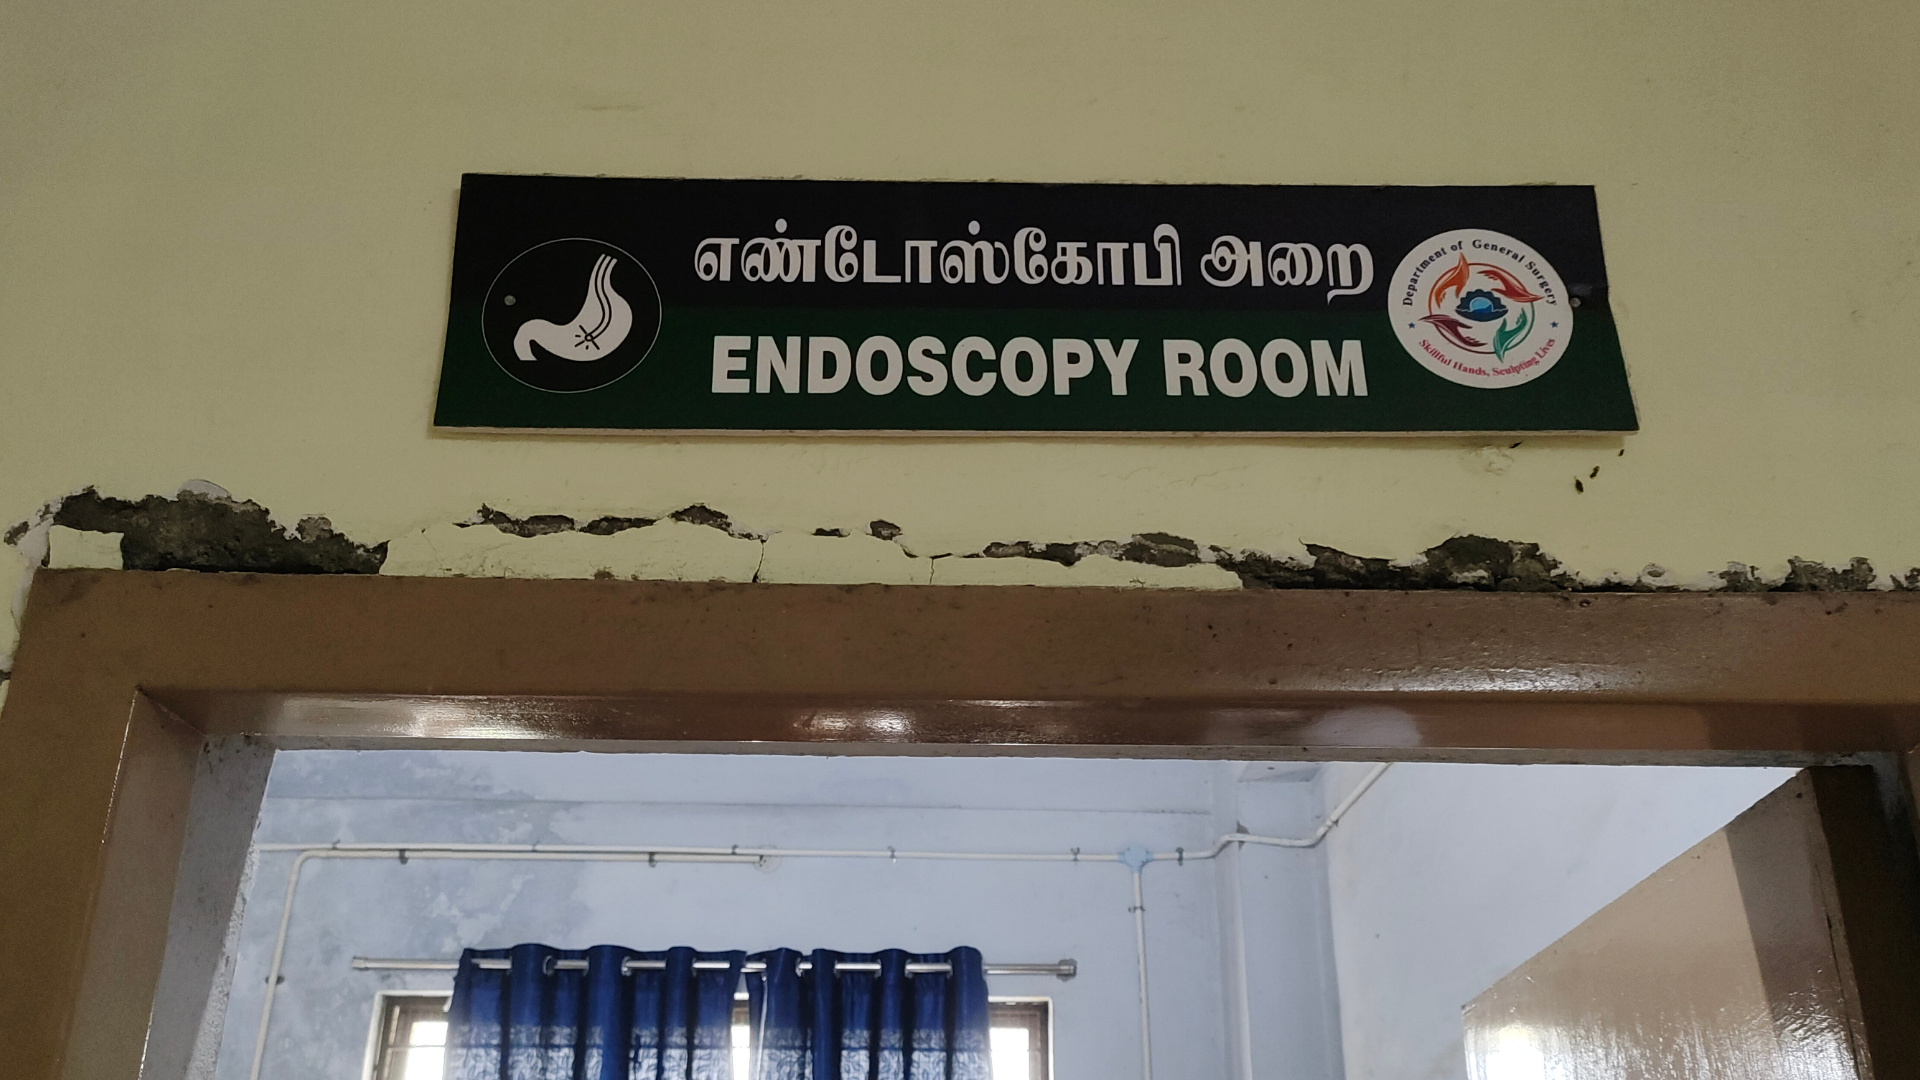 எண்டோஸ்கோபி அறை
ENDOSCOPY ROOM
Department of General Surgery
Skillful Hands, Sculpting Lives